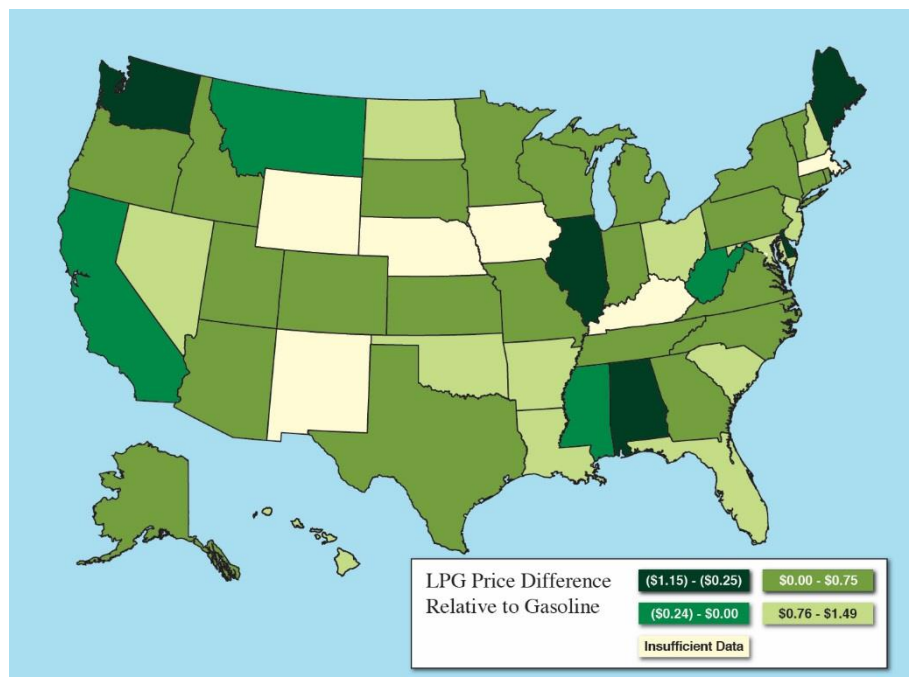 LPG Price Difference
Relative to Gasoline
($1.15) - ($0.25)
$0.00 - $0.75
($0.24) - $0.00
$0.76 - $1.49
Insufficient Data